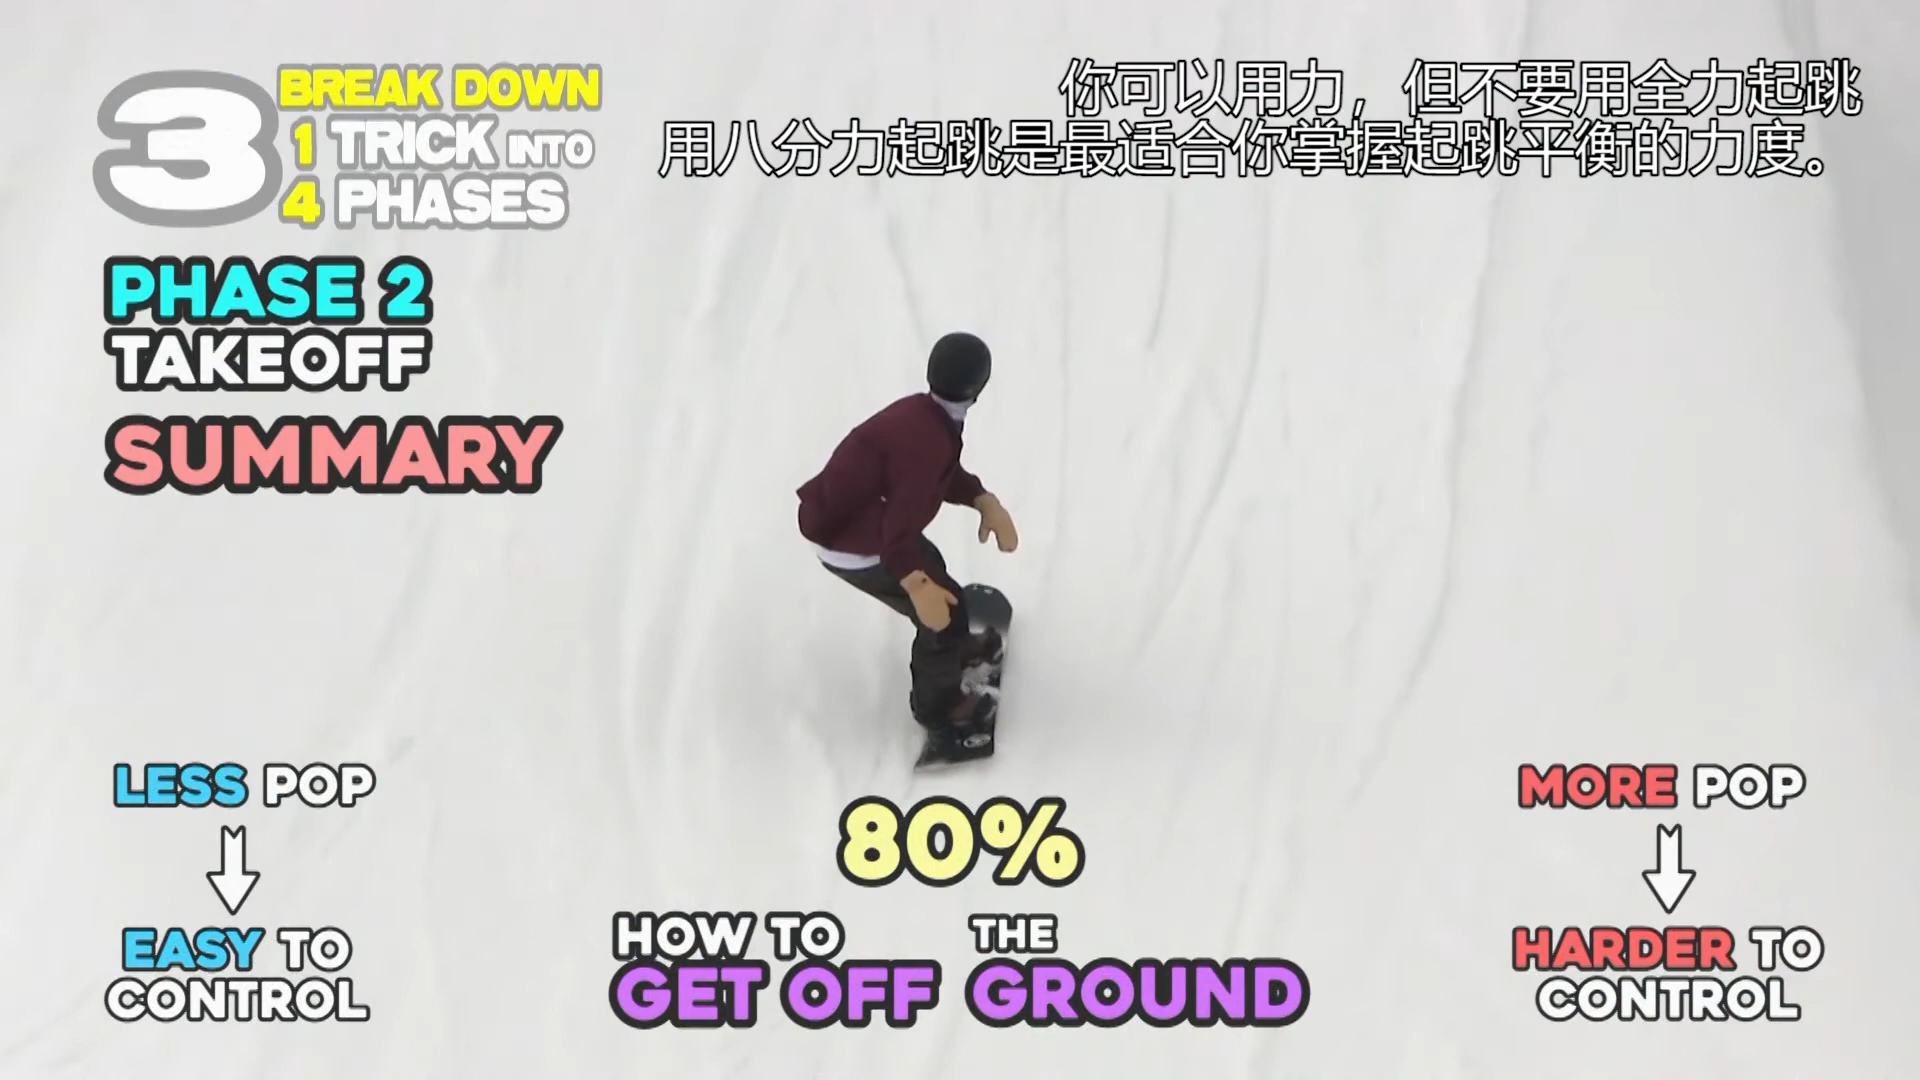 3
BREAK DOWN
1 TRICK INTO
4 PHASES
你可以用力，但不要用全力起跳
用八分力起跳是最适合你掌握起跳平衡的力度。
PHASE 2
TAKEOFF
SUMMARY
LESS POP
EASY TO
CONTROL
80%
HOW TO THE
GET OFF GROUND
MORE POP
HARDER TO
CONTROL